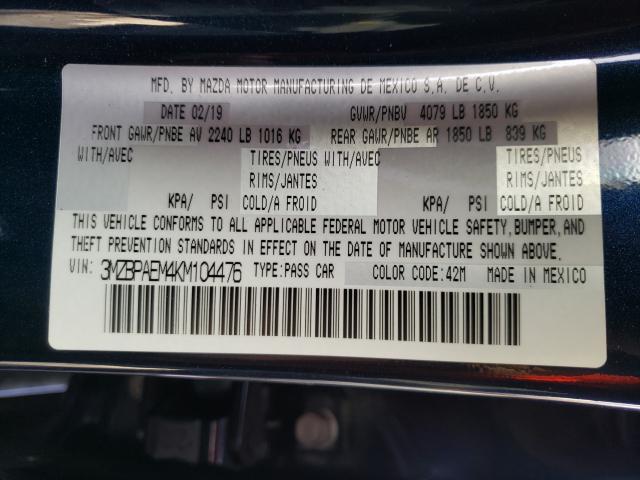 MFD. BY MAZDA MOTOR MANUFACTURING DE MEXICO S.A. DE C.V.
DATE 02/19 GVWR/PNBV 4079 LB 1850 KG
FRONT GAWR/PNBE AV 2240 LB 1016 KG REAR GAWR/PNBE AR 1850 LB 839 KG
WITH/AVEC TIRES/PNEUS WITH/AVEC TIRES/PNEUS
RIMS/JANTES RIMS/JANTES
KPA/ PSI COLD/A FROID KPA/ PSI COLD/A FROID
THIS VEHICLE CONFORMS TO ALL APPLICABLE FEDERAL MOTOR VEHICLE SAFETY, BUMPER, AND
THEFT PREVENTION STANDARDS IN EFFECT ON THE DATE OF MANUFACTURE SHOWN ABOVE.
VIN: 3MZBPAEM4KM104476 TYPE:PASS CAR COLOR CODE:42M MADE IN MEXICO